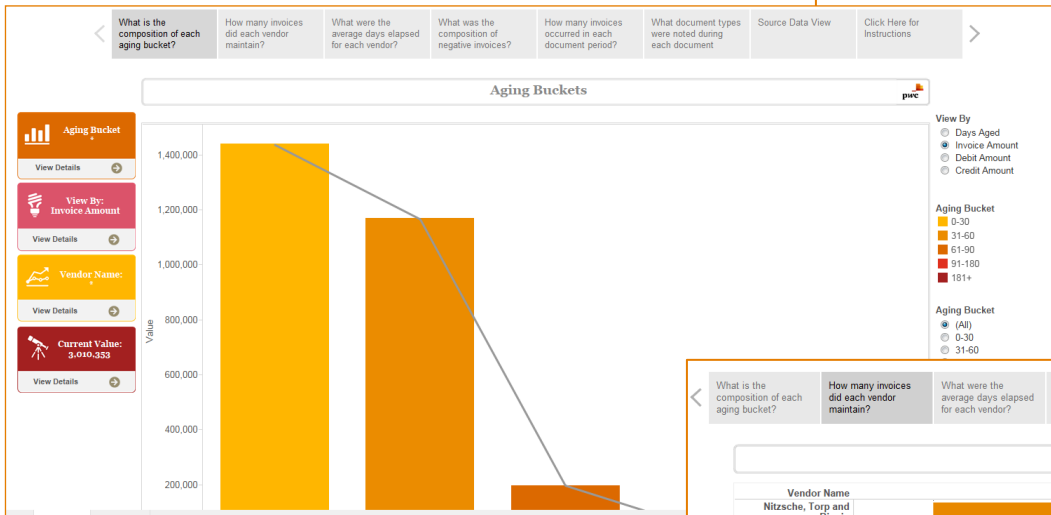 What is the
composition of each
aging bucket?
How many invoices
did each vendor
maintain?
What were the
average days elapsed
for each vendor?
What was the
composition of
negative invoices?
How many invoices
occurred in each
document period?
What document types
were noted during
each document
Source Data View
Click Here for
Instructions
Aging Buckets
pwc
Aging Bucket
*
View Details
View By:
Invoice Amount
View Details
Vendor Name:
*
View Details
Current Value:
3,010,353
View Details
Value
1,400,000
1,200,000
1,000,000
800,000
600,000
400,000
200,000
View By
Days Aged
Invoice Amount
Debit Amount
Credit Amount
Aging Bucket
0-30
31-60
61-90
91-180
181+
Aging Bucket
(All)
0-30
31-60
What is the
composition of each
aging bucket?
How many invoices
did each vendor
maintain?
What were the
average days elapsed
for each vendor?
Vendor Name
Nitzsche, Torp and